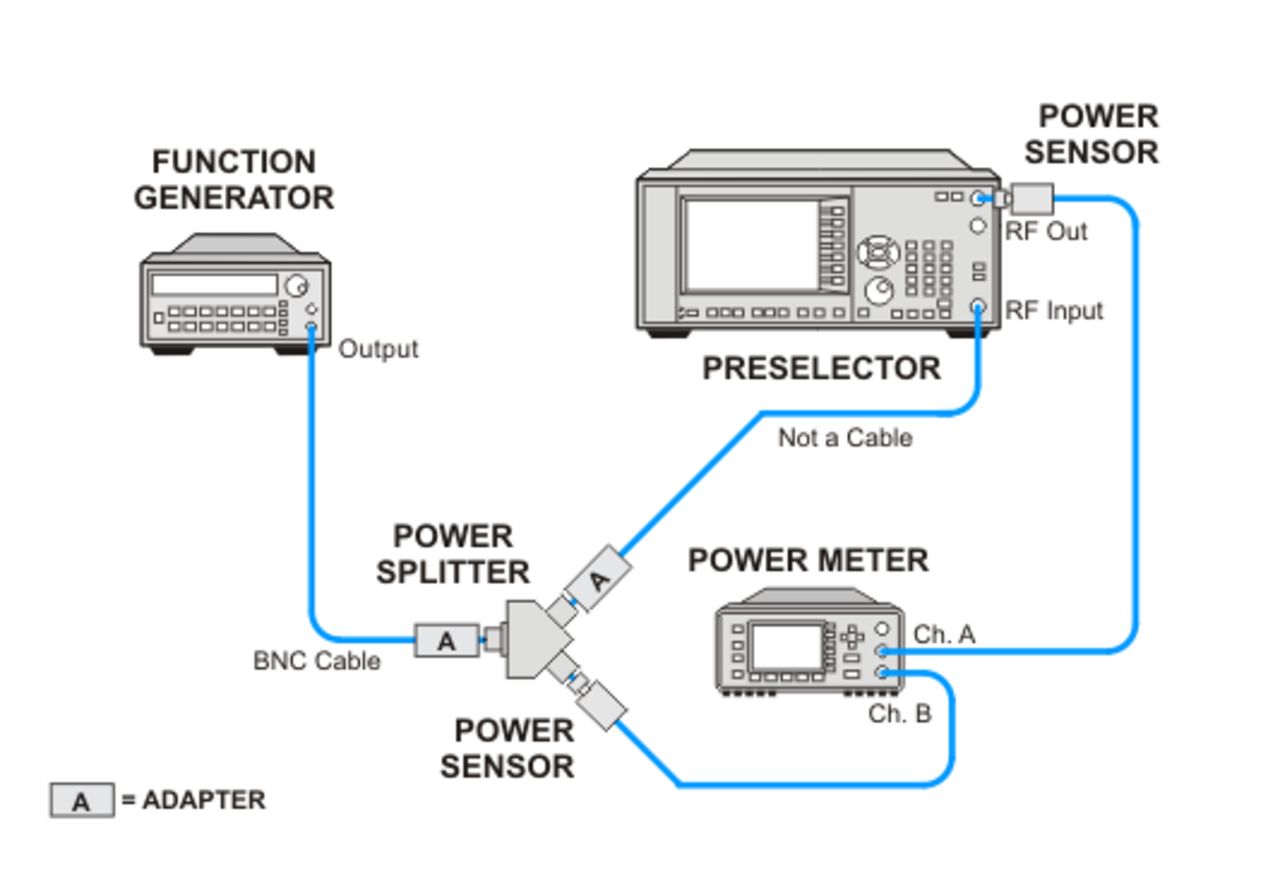 POWER
SENSOR
FUNCTION
GENERATOR
RF Out
RF Input
Output
PRESELECTOR
Not a Cable
POWER
SPLITTER
POWER METER
A
Ch. A
A
BNC Cable
Ch. B
POWER
SENSOR
A = ADAPTER